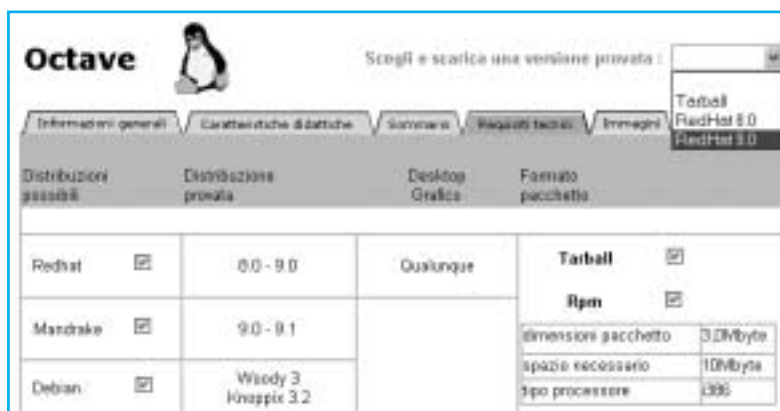 Octave
Scegli e scarica una versione provata :
Tarball
RedHat 8.0
RedHat 9.0
Informazioni generali
Caratteristiche didattiche
Sommario
Requisiti tecnici
Immagini
Distribuzioni possibili
Distribuzione provata
Desktop Grafico
Formato pacchetto
Redhat
8.0 - 9.0
Qualunque
Tarball
Rpm
Mandrake
9.0 - 9.1
dimensioni pacchetto
3,0Mbyte
spazio necessario
10Mbyte
Debian
Woody 3
Knoppix 3.2
tipo processore
i386